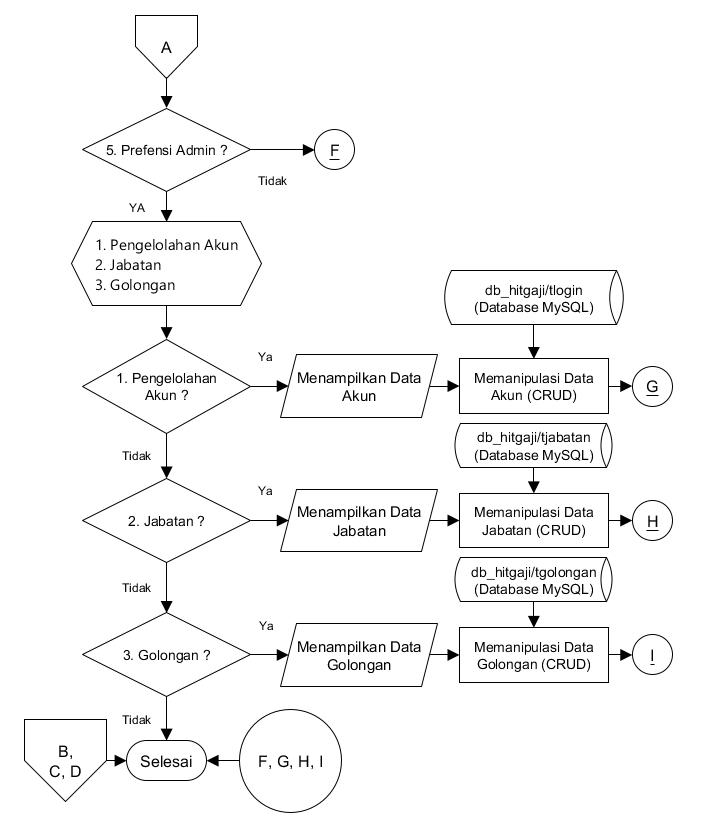 A
5. Prefensi Admin ?
F
Tidak
YA
1. Pengelolahan Akun
2. Jabatan
3. Golongan
db_hitgaji/tlogin
(Database MySQL)
1. Pengelolahan
Akun ?
Ya
Menampilkan Data
Akun
Memanipulasi Data
Akun (CRUD)
G
Tidak
db_hitgaji/tjabatan
(Database MySQL)
2. Jabatan ?
Ya
Menampilkan Data
Jabatan
Memanipulasi Data
Jabatan (CRUD)
H
Tidak
db_hitgaji/tgolongan
(Database MySQL)
3. Golongan ?
Ya
Menampilkan Data
Golongan
Memanipulasi Data
Golongan (CRUD)
I
Tidak
B,
C, D
Selesai
F, G, H, I